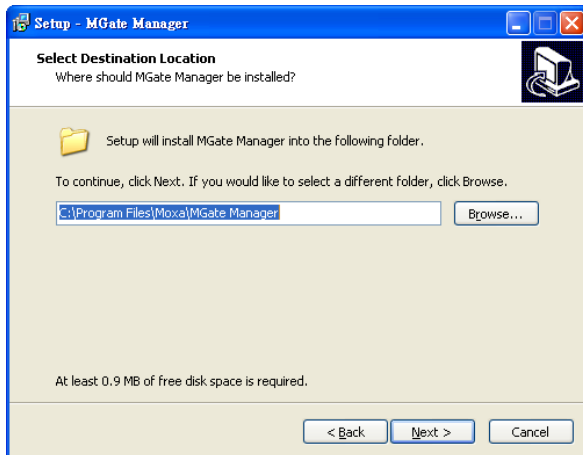 Setup - MGate Manager
Select Destination Location
Where should MGate Manager be installed?
Setup will install MGate Manager into the following folder.
To continue, click Next. If you would like to select a different folder, click Browse.
C:\Program Files\Moxa\MGate Manager
Browse...
At least 0.9 MB of free disk space is required.
< Back
Next >
Cancel